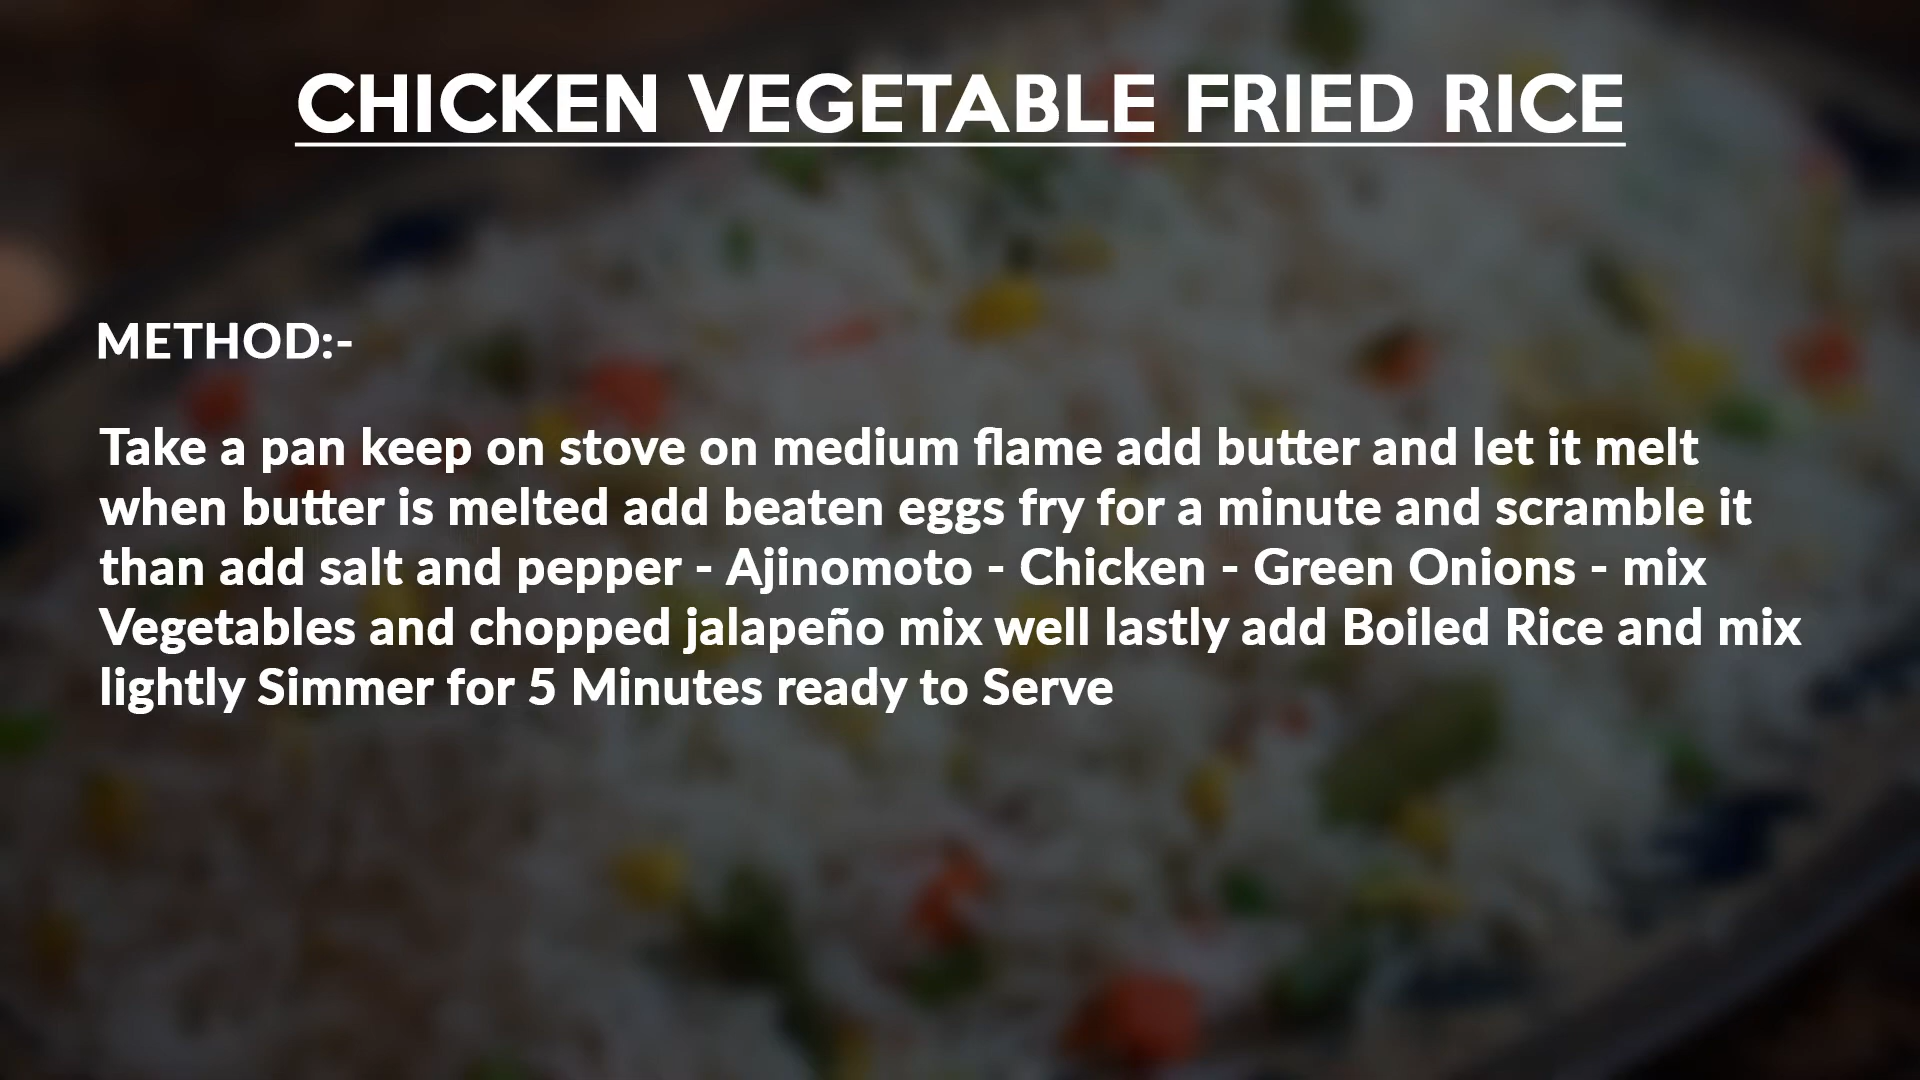 CHICKEN VEGETABLE FRIED RICE
METHOD:-
Take a pan keep on stove on medium flame add butter and let it melt
when butter is melted add beaten eggs fry for a minute and scramble it
than add salt and pepper - Ajinomoto - Chicken - Green Onions - mix
Vegetables and chopped jalapeño mix well lastly add Boiled Rice and mix
lightly Simmer for 5 Minutes ready to Serve